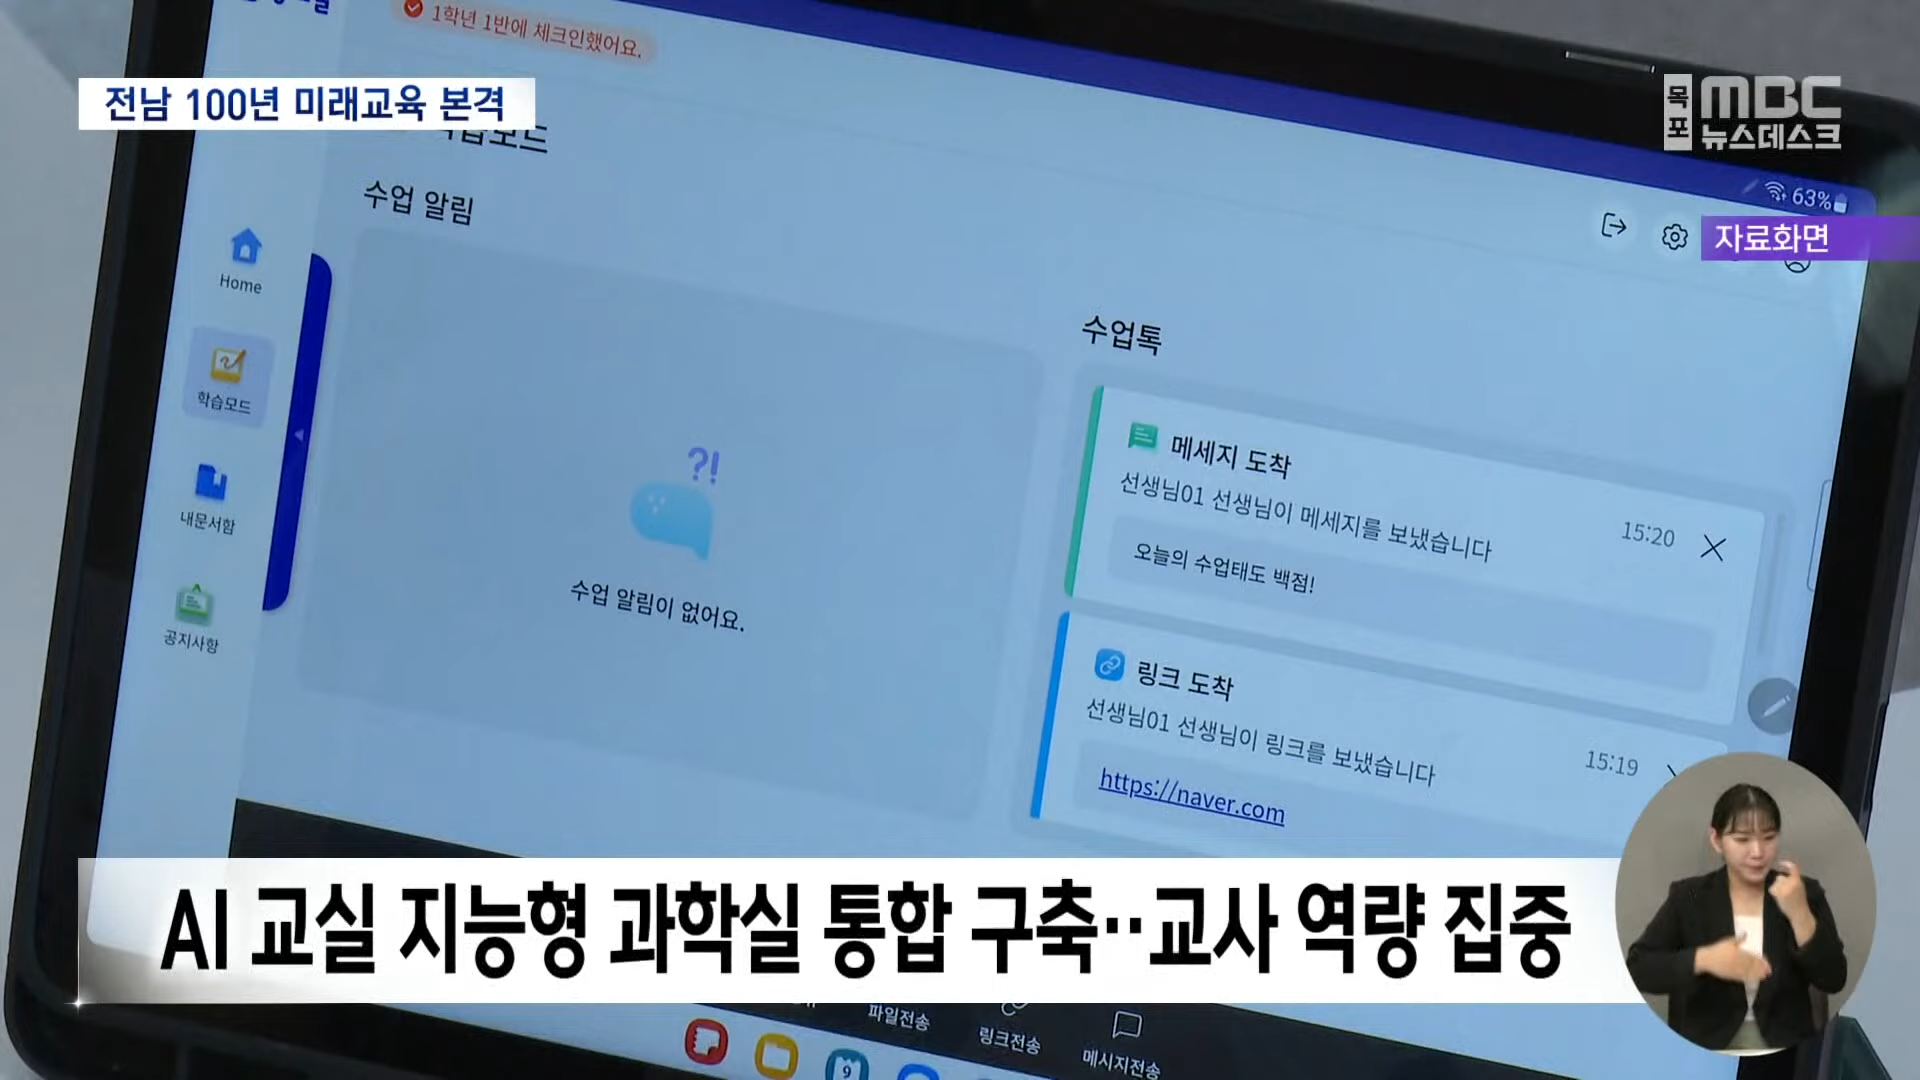 1학년 1반에 체크인했어요.
전남 100년 미래교육 본격
목포 MBC
뉴스데스크
학습모드
63%
자료화면
수업 알림
Home
학습모드
내문서함
공지사항
?!
수업 알림이 없어요.
수업톡
메세지 도착
선생님01 선생님이 메세지를 보냈습니다
15:20
오늘의 수업태도 백점!
링크 도착
선생님01 선생님이 링크를 보냈습니다
15:19
https://naver.com
AI 교실 지능형 과학실 통합 구축··교사 역량 집중
파일전송
링크전송
메시지전송
9